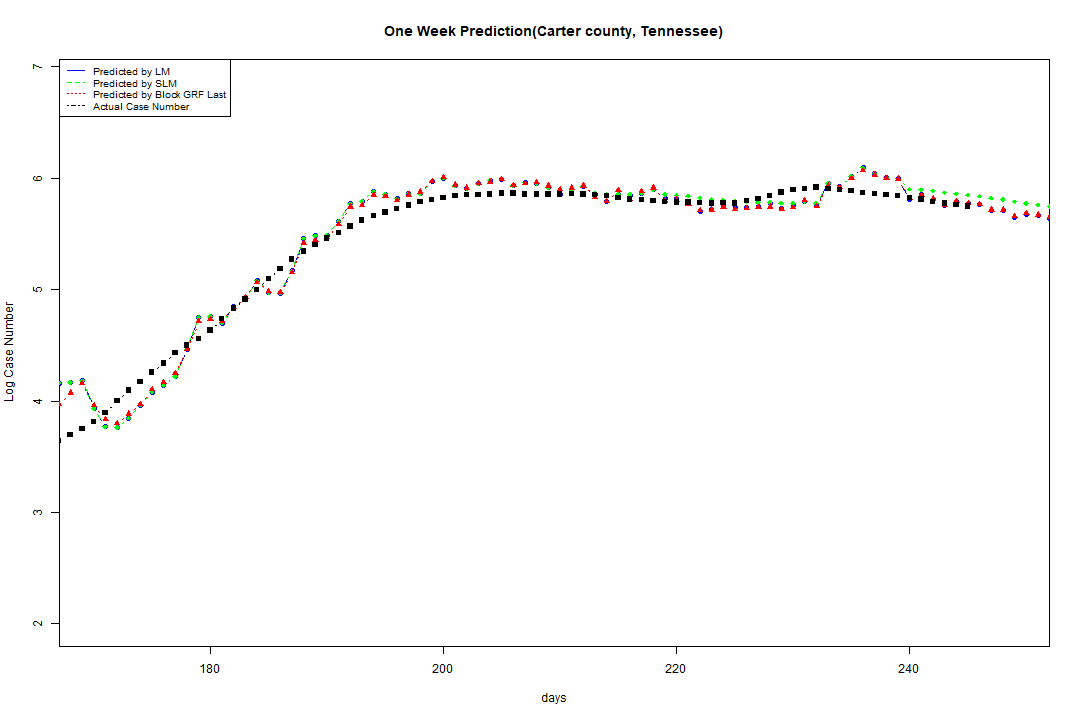 One Week Prediction(Carter county, Tennessee)
Predicted by LM
Predicted by SLM
Predicted by Block GRF Last
Actual Case Number
7
6
5
4
3
2
Log Case Number
180 200 220 240
days